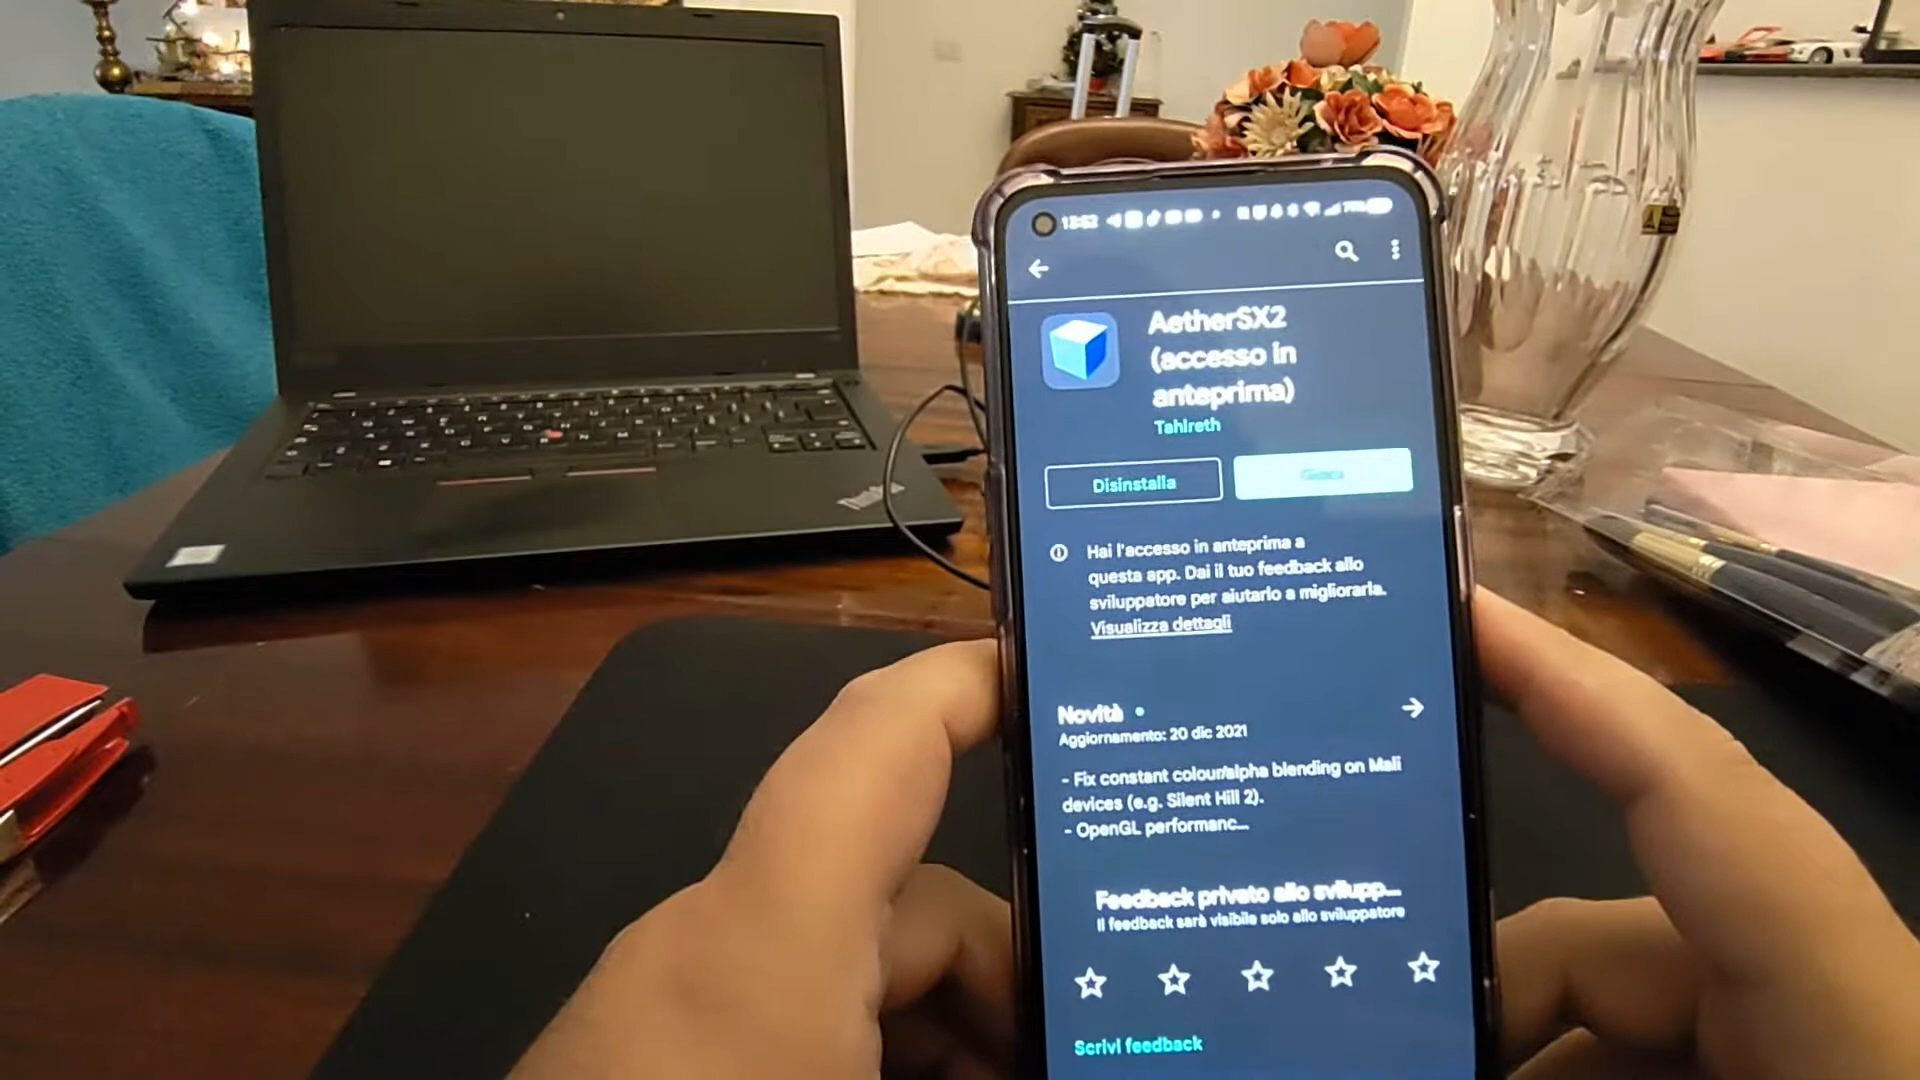 ThinkPad
AetherSX2
(accesso in
anteprima)
Tahlreth
Disinstalla
Hai l'accesso in anteprima a
questa app. Dai il tuo feedback allo
sviluppatore per aiutarlo a migliorarla.
Visualizza dettagli
Novità
Aggiornamento: 20 dic 2021
- Fix constant colour/alpha blending on Mali
devices (e.g. Silent Hill 2).
- OpenGL performanc...
Feedback privato allo svilupp...
Il feedback sarà visibile solo allo sviluppatore
Scrivi feedback